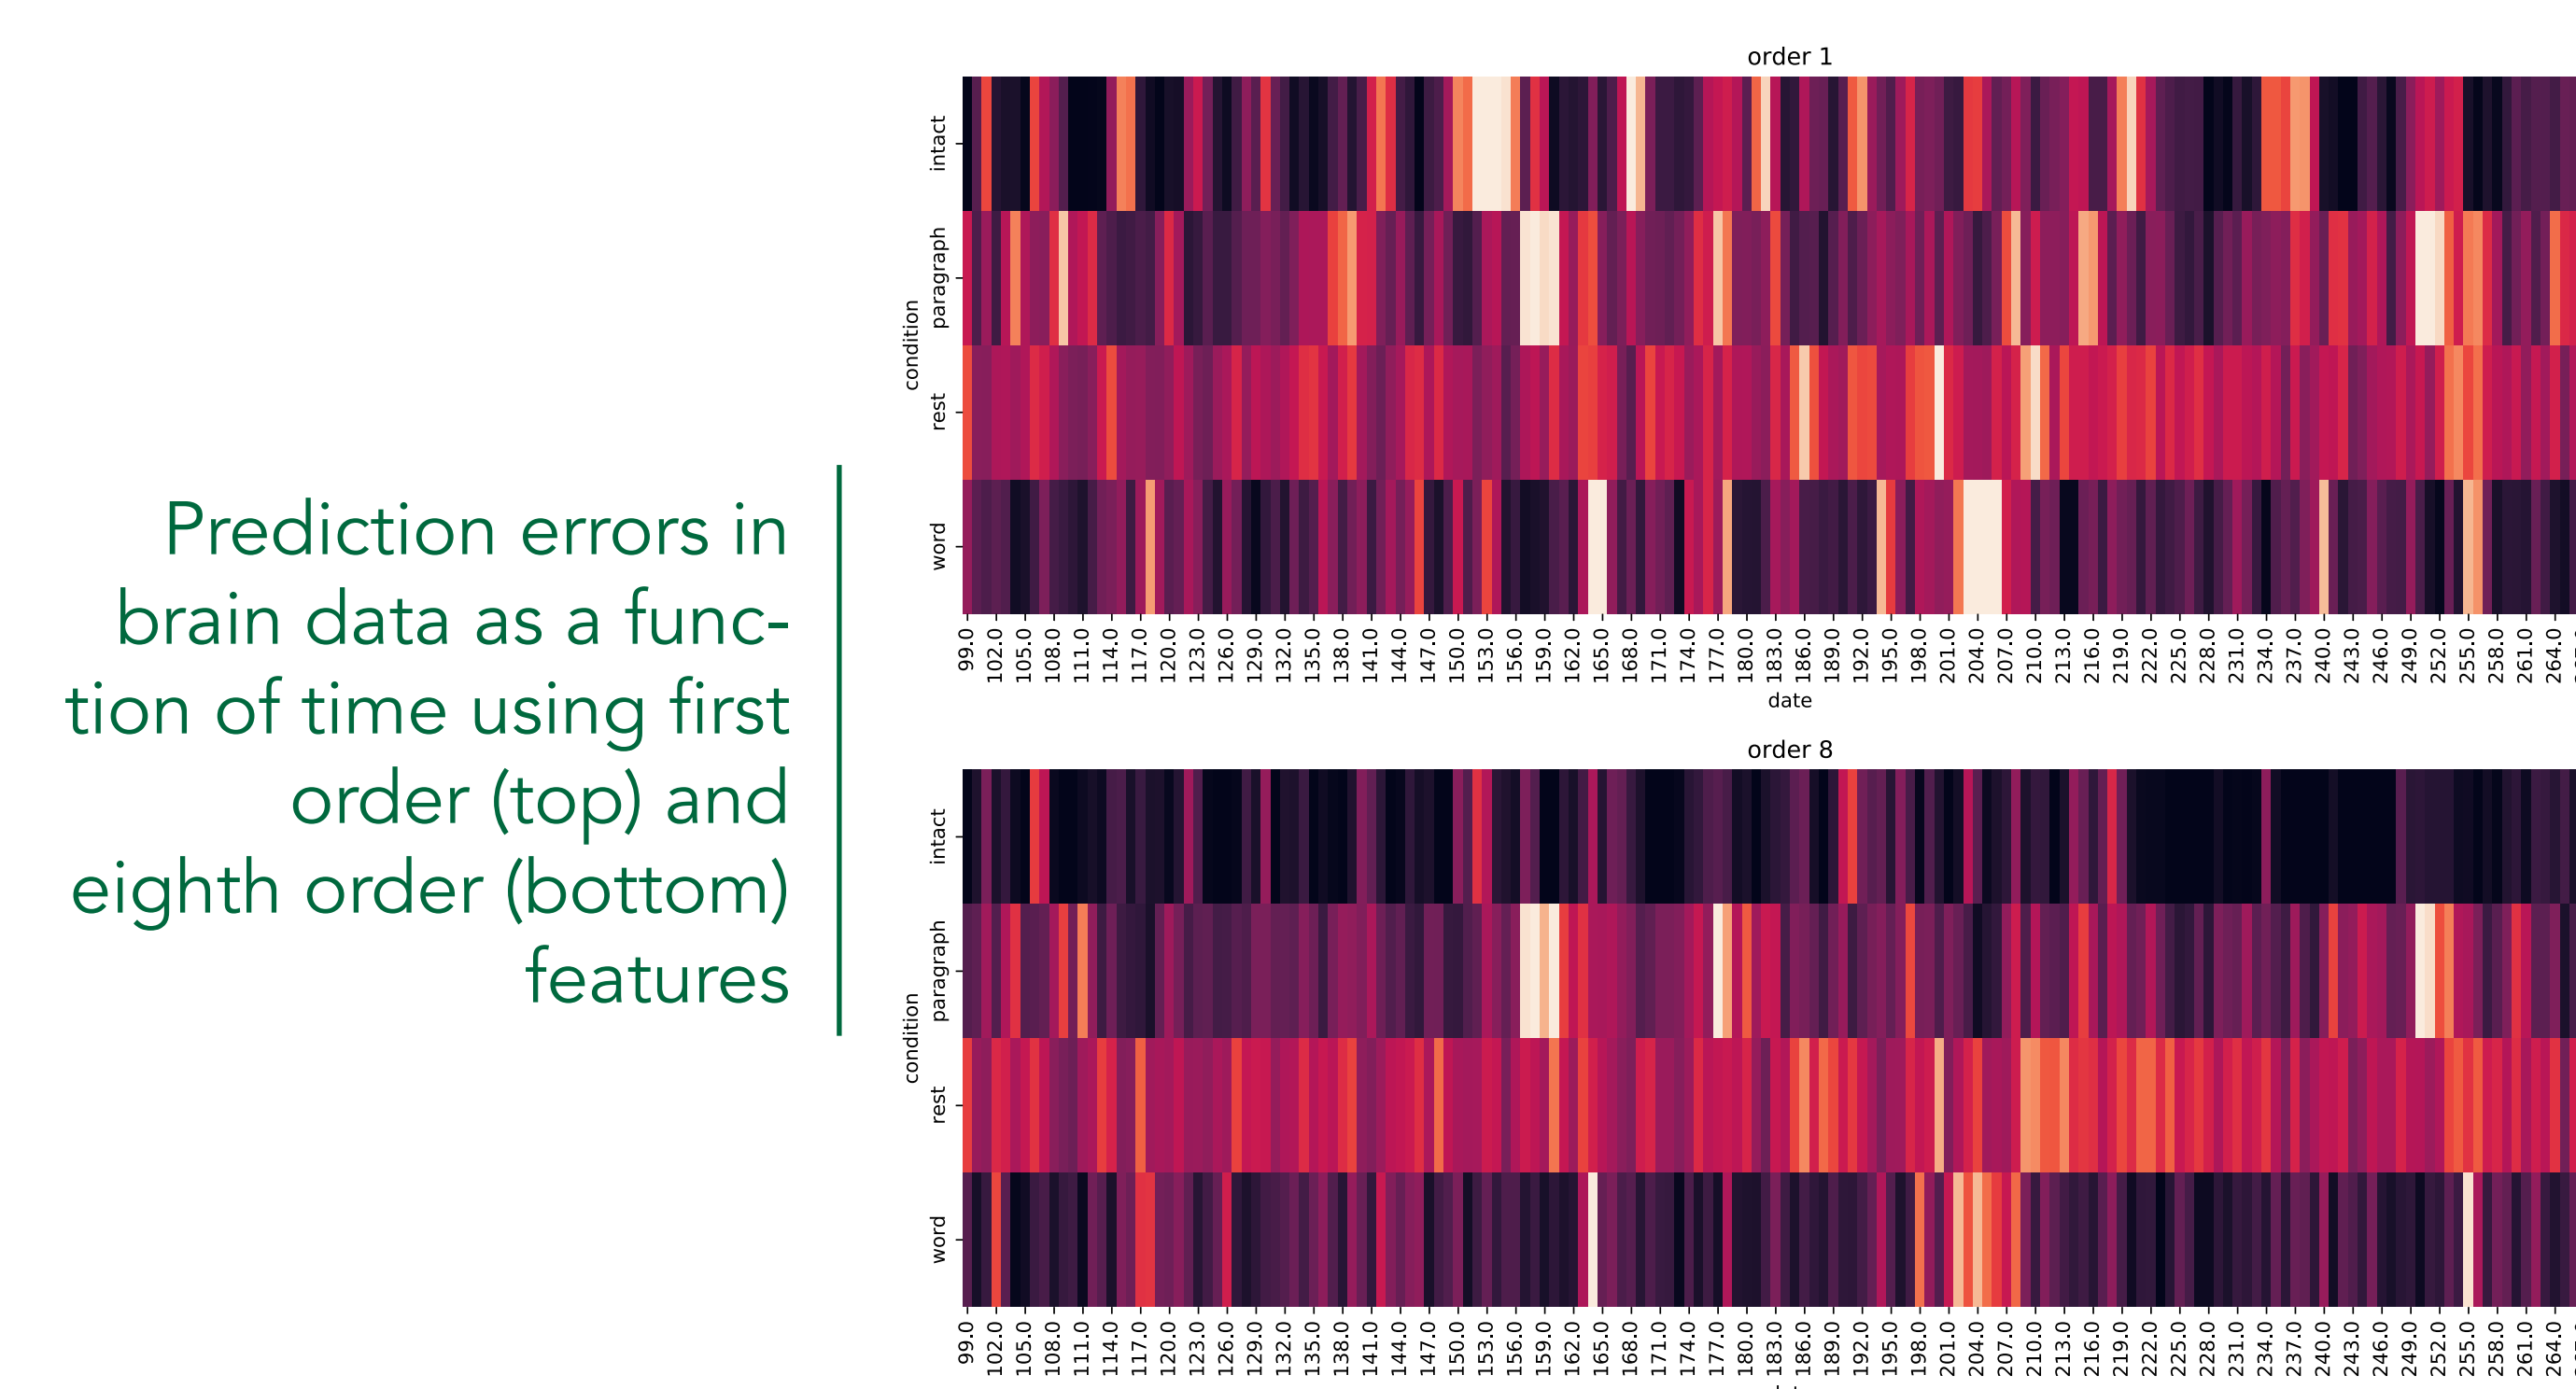 Prediction errors in
brain data as a func-
tion of time using first
order (top) and
eighth order (bottom)
features
order 1
condition
intact
paragraph
rest
word
99.0 102.0 105.0 108.0 111.0 114.0 117.0 120.0 123.0 126.0 129.0 132.0 135.0 138.0 141.0 144.0 147.0 150.0 153.0 156.0 159.0 162.0 165.0 168.0 171.0 174.0 177.0 180.0 183.0 186.0 189.0 192.0 195.0 198.0 201.0 204.0 207.0 210.0 213.0 216.0 219.0 222.0 225.0 228.0 231.0 234.0 237.0 240.0 243.0 246.0 249.0 252.0 255.0 258.0 261.0 264.0
date
order 8
condition
intact
paragraph
rest
word
99.0 102.0 105.0 108.0 111.0 114.0 117.0 120.0 123.0 126.0 129.0 132.0 135.0 138.0 141.0 144.0 147.0 150.0 153.0 156.0 159.0 162.0 165.0 168.0 171.0 174.0 177.0 180.0 183.0 186.0 189.0 192.0 195.0 198.0 201.0 204.0 207.0 210.0 213.0 216.0 219.0 222.0 225.0 228.0 231.0 234.0 237.0 240.0 243.0 246.0 249.0 252.0 255.0 258.0 261.0 264.0